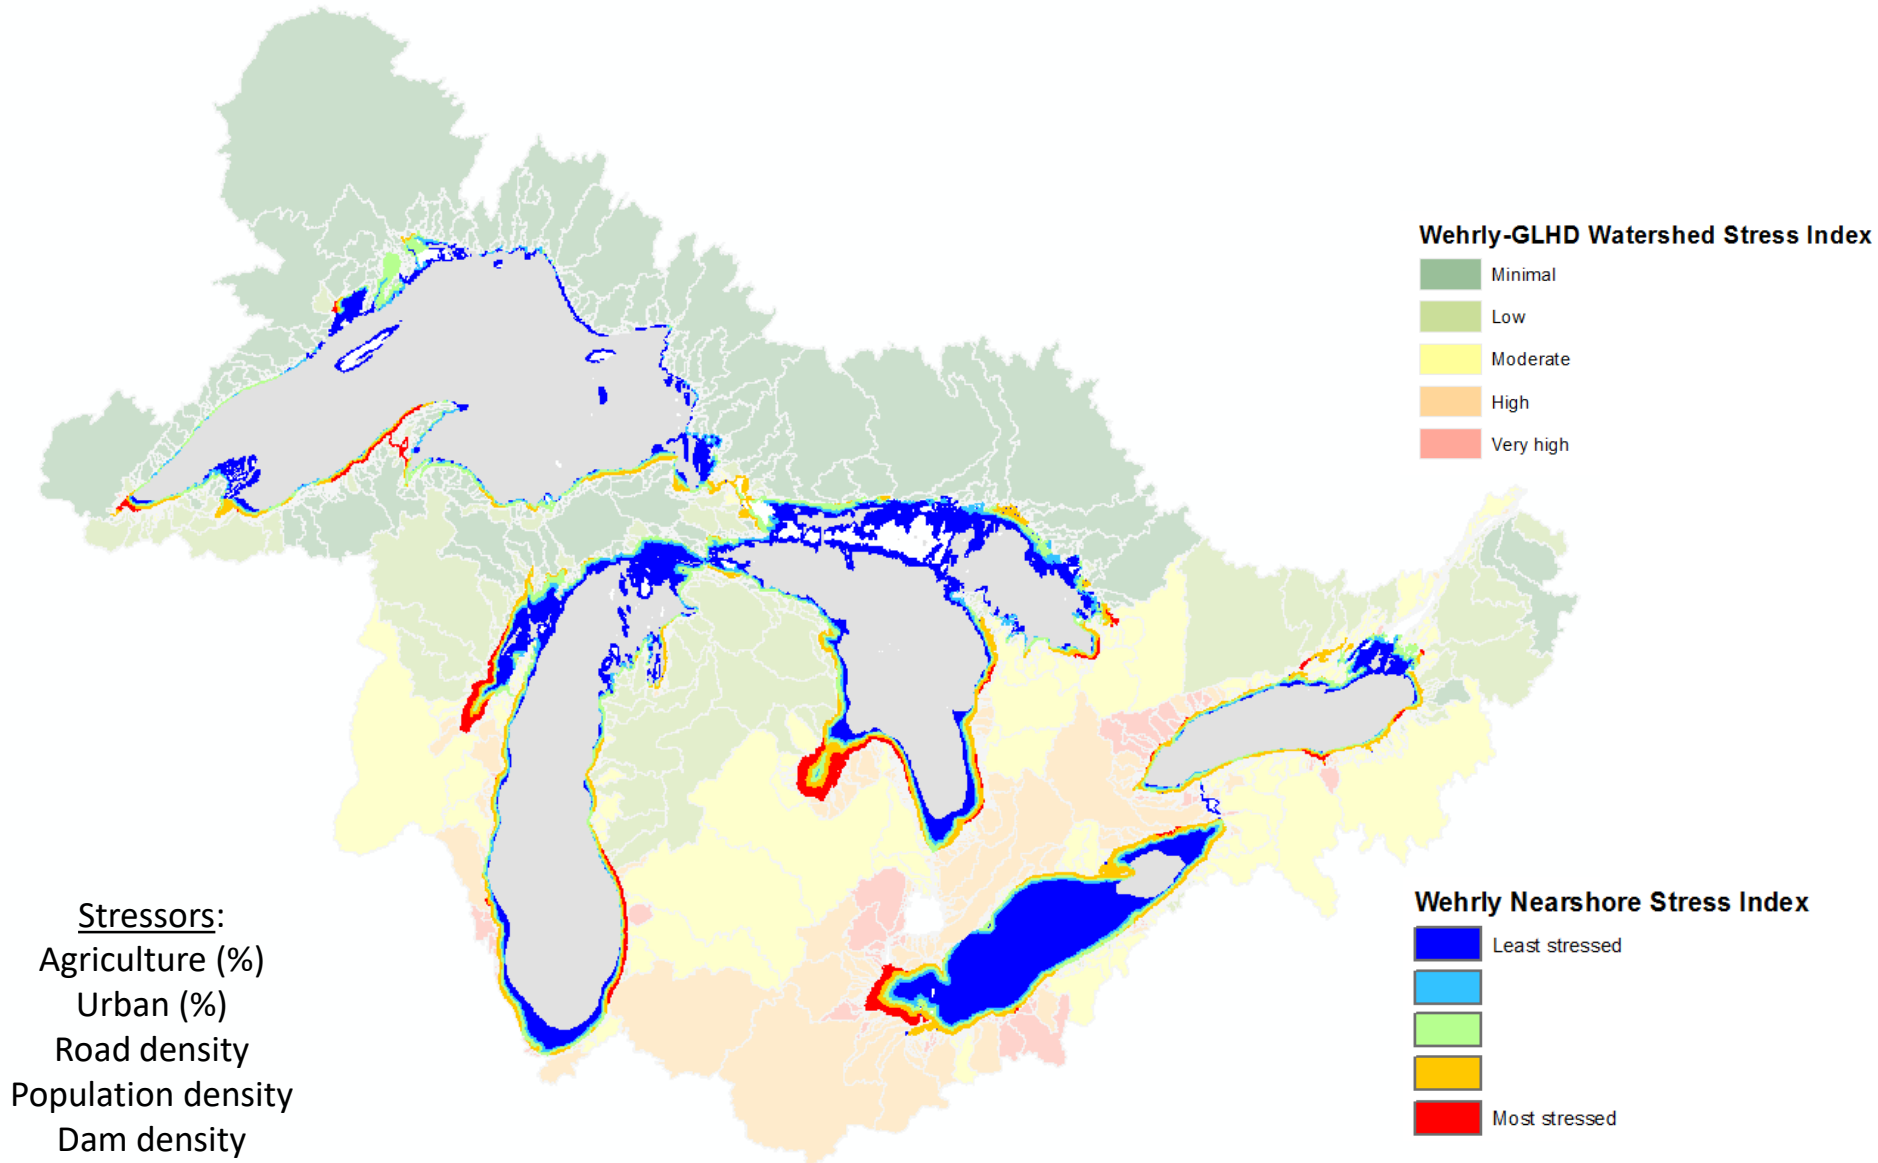 Wehrly-GLHD Watershed Stress Index
Minimal
Low
Moderate
High
Very high
Stressors:
Agriculture (%)
Urban (%)
Road density
Population density
Dam density
Wehrly Nearshore Stress Index
Least stressed
Most stressed